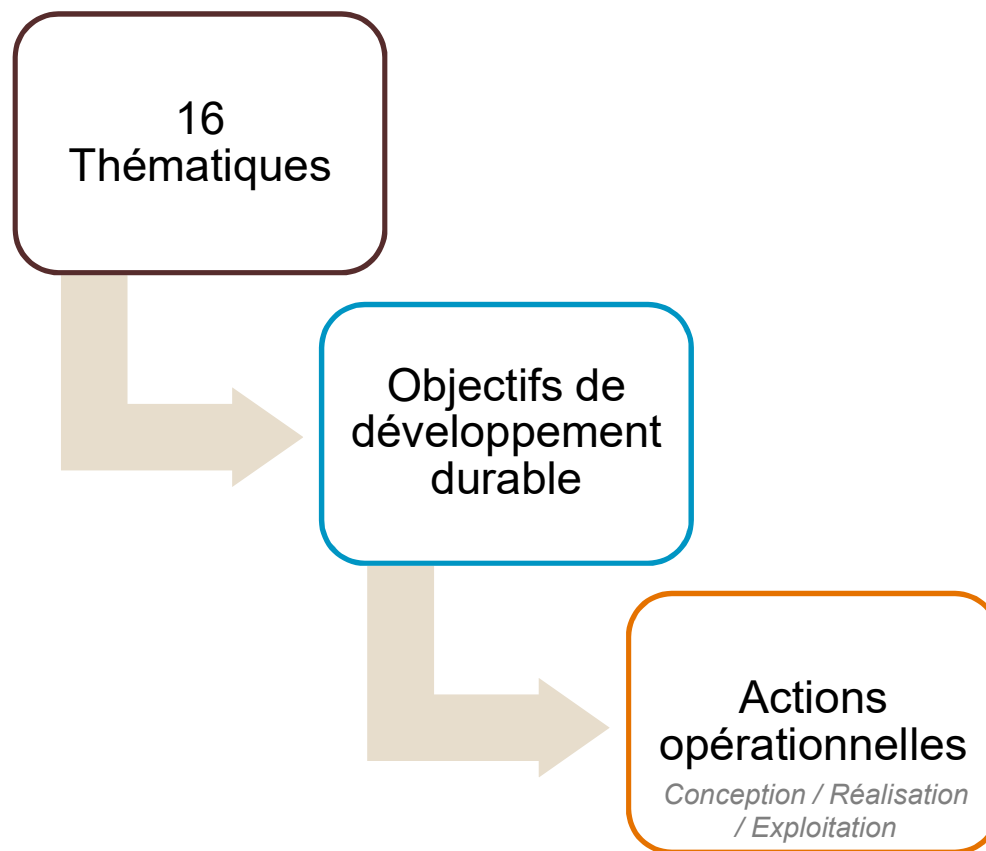 16
Thématiques
Objectifs de
développement
durable
Actions
opérationnelles
Conception / Réalisation
/ Exploitation